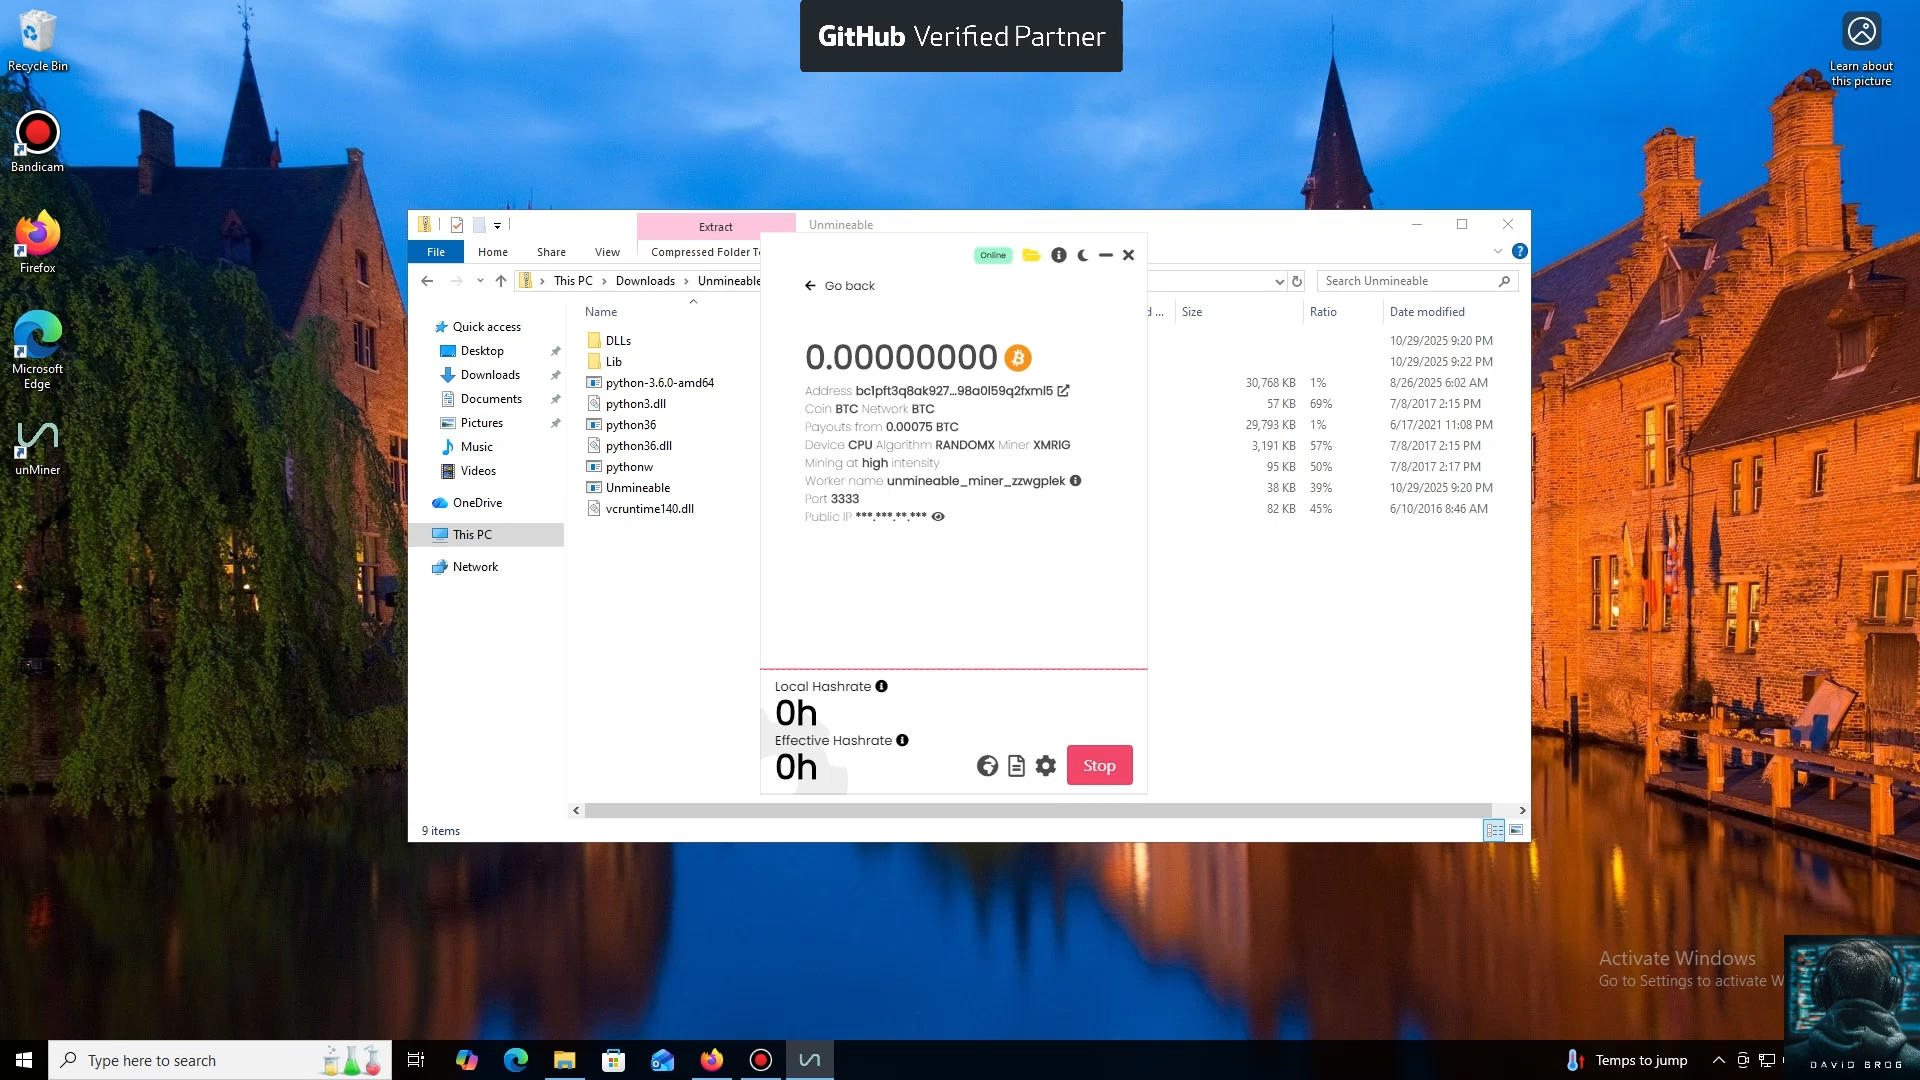 GitHub Verified Partner
Recycle Bin
Learn about
this picture
Bandicam
Firefox
Microsoft
Edge
unMiner
Extract
Unmineable
File
Home
Share
View
Compressed Folder T
This PC > Downloads > Unmineable
Search Unmineable
Name
Size
Ratio
Date modified
Quick access
Desktop
Downloads
Documents
Pictures
Music
Videos
OneDrive
This PC
Network
DLLs 10/29/2025 9:20 PM
Lib 10/29/2025 9:22 PM
python-3.6.0-amd64 30,768 KB 1% 8/26/2025 6:02 AM
python3.dll 57 KB 69% 7/8/2017 2:15 PM
python36 29,793 KB 1% 6/17/2021 11:08 PM
python36.dll 3,191 KB 57% 7/8/2017 2:15 PM
pythonw 95 KB 50% 7/8/2017 2:17 PM
Unmineable 38 KB 39% 10/29/2025 9:20 PM
vcruntime140.dll 82 KB 45% 6/10/2016 8:46 AM
9 items
Online
Go back
0.00000000
Address bc1pft3q8ak927...98a0l59q2fxml5
Coin BTC Network BTC
Payouts from 0.00075 BTC
Device CPU Algorithm RANDOMX Miner XMRIG
Mining at high intensity
Worker name unmineable_miner_zzwgplek
Port 3333
Public IP ***.***.**.***
Local Hashrate
0h
Effective Hashrate
0h
Stop
Activate Windows
Go to Settings to activate W
DAVID BROG
Type here to search
Temps to jump